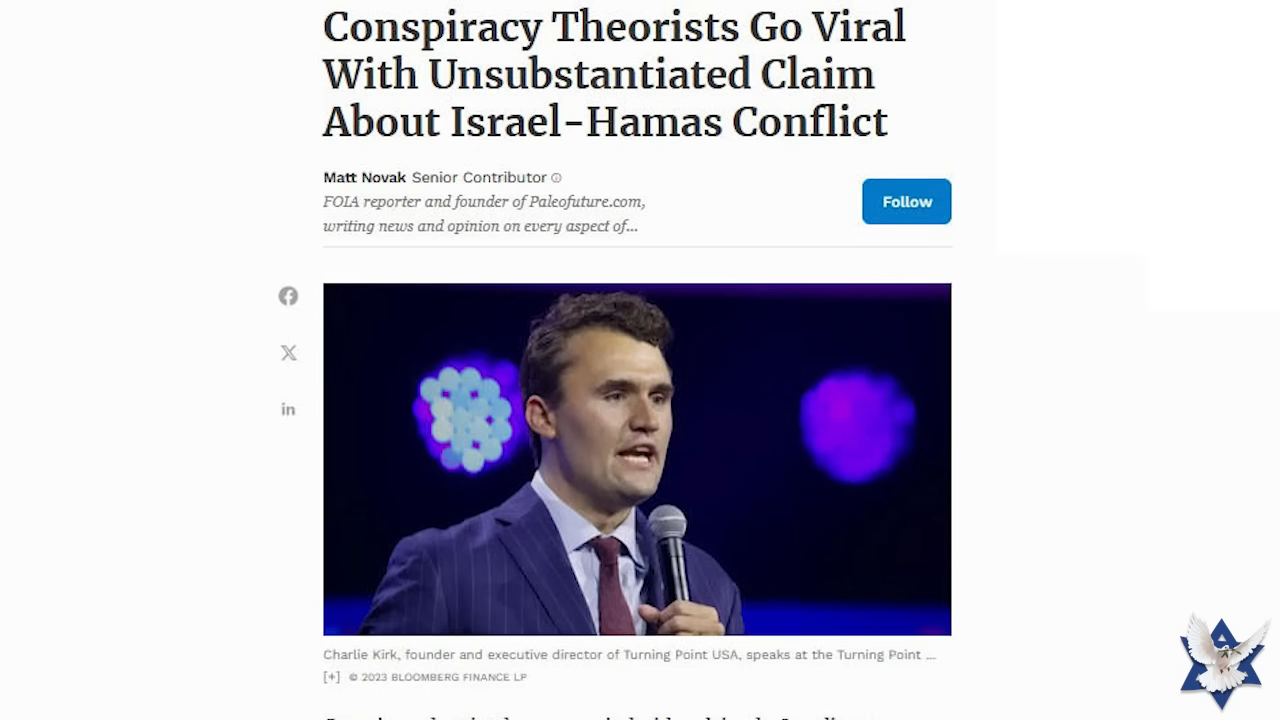 Conspiracy Theorists Go Viral
With Unsubstantiated Claim
About Israel-Hamas Conflict
Matt Novak Senior Contributor
FOIA reporter and founder of Paleofuture.com,
writing news and opinion on every aspect of...
Follow
Charlie Kirk, founder and executive director of Turning Point USA, speaks at the Turning Point ...
[+] © 2023 BLOOMBERG FINANCE LP